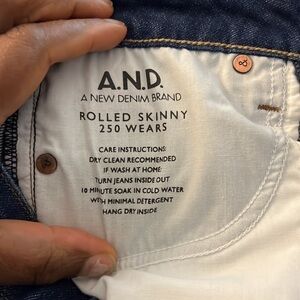 A.N.D.
A NEW DENIM BRAND
ROLLED SKINNY
250 WEARS
CARE INSTRUCTIONS:
DRY CLEAN RECOMMENDED
IF WASH AT HOME:
TURN JEANS INSIDE OUT
10 MINUTE SOAK IN COLD WATER
WITH MINIMAL DETERGENT
HANG DRY INSIDE
&